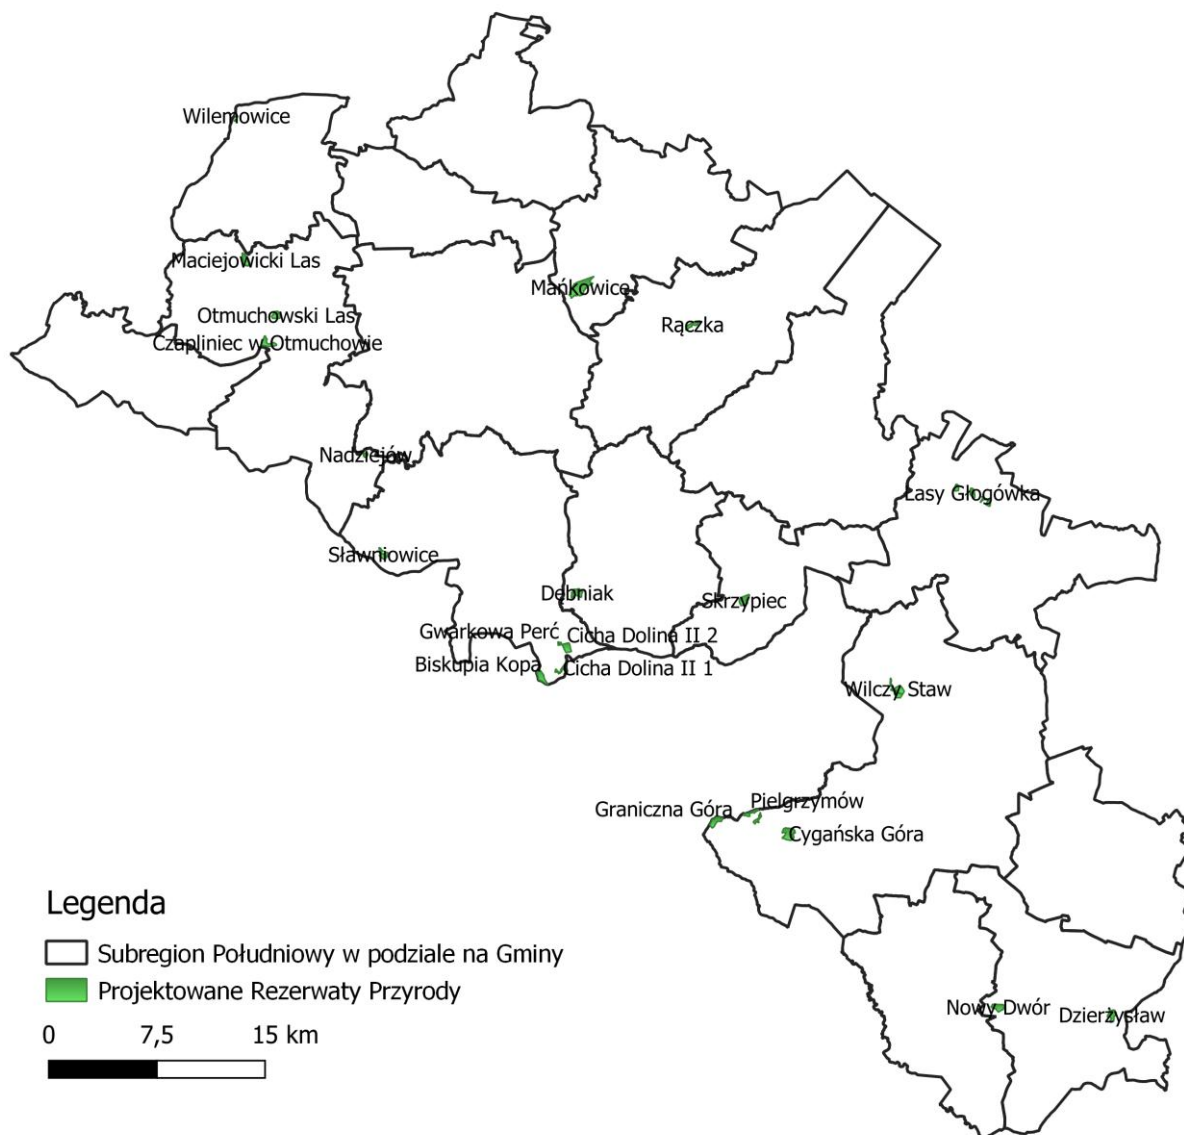 Wilemowice
Maciejowicki Las
Mańkowice
Otmuchowski Las
Rączka
Czapliniec w Otmuchowie
Nadziejów
Łasy Głogówka
Sławniowice
Dębniak
Skrzypiec
Gwarkowa Perć
Cicha Dolina II 2
Biskupia Kopa
Cicha Dolina II 1
Wilczy Staw
Pielgrzymów
Graniczna Góra
Cygańska Góra
Legenda
Subregion Południowy w podziale na Gminy
Projektowane Rezerwaty Przyrody
Nowy Dwór
Dzierżysław
0 7,5 15 km